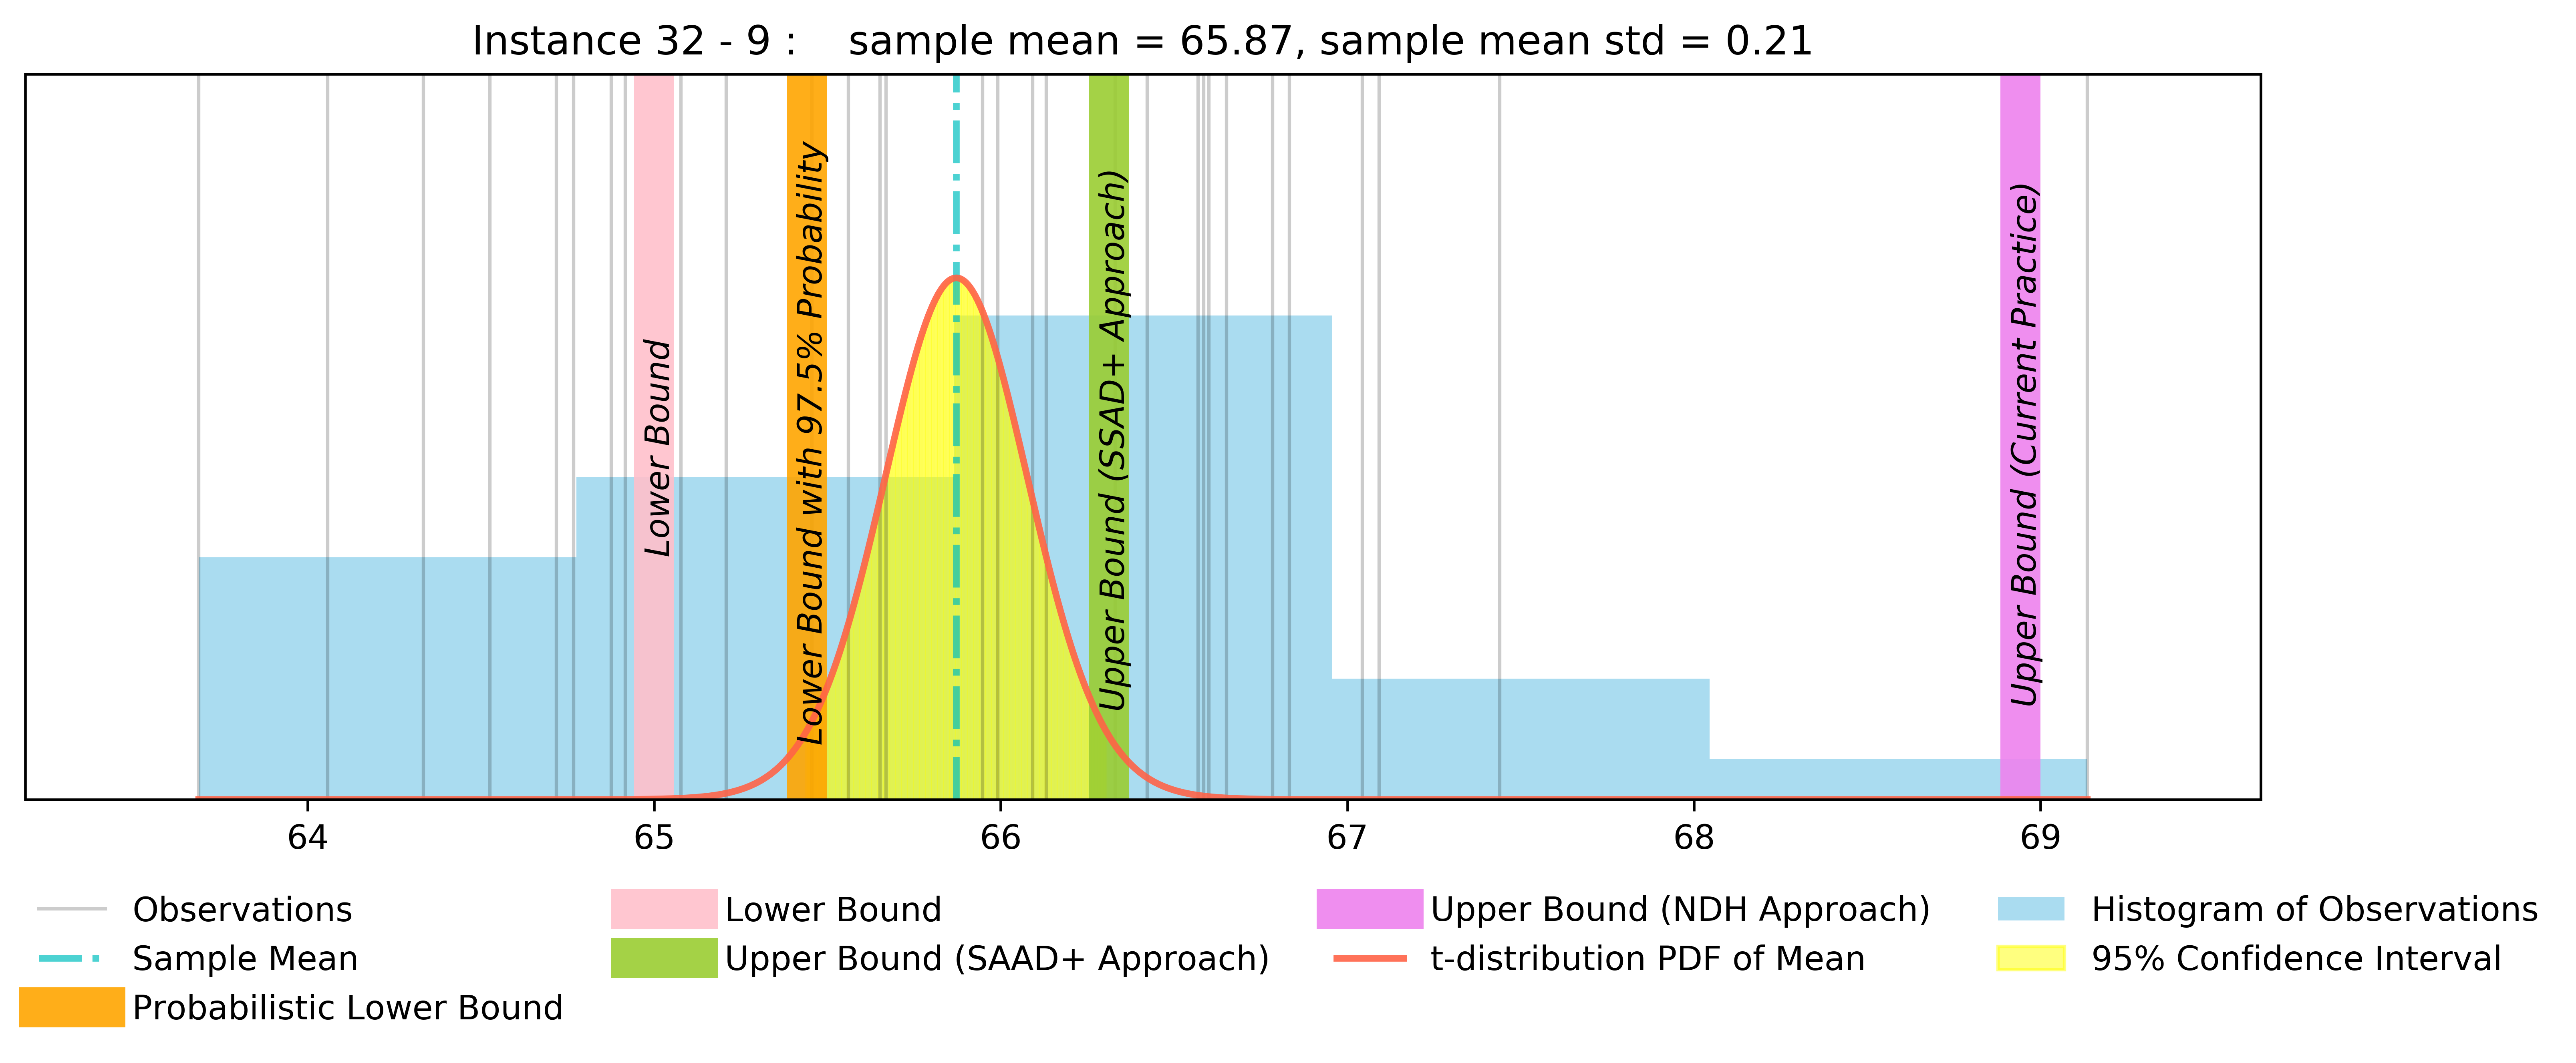 Instance 32 - 9 :    sample mean = 65.87, sample mean std = 0.21
Lower Bound
Lower Bound with 97.5% Probability
Upper Bound (SSAD+ Approach)
Upper Bound (Current Practice)
64 65 66 67 68 69
Observations
Sample Mean
Probabilistic Lower Bound
Lower Bound
Upper Bound (SAAD+ Approach)
Upper Bound (NDH Approach)
t-distribution PDF of Mean
Histogram of Observations
95% Confidence Interval